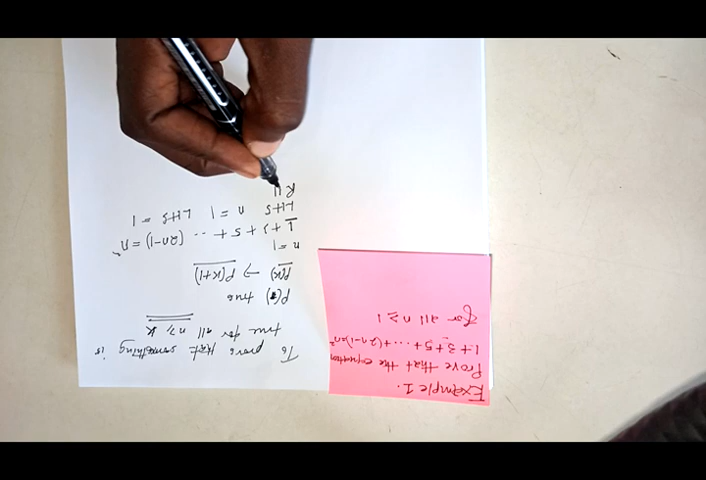 Example 1.
Prove that the equation
1 + 3 + 5 + ... + (2n-1) = n²
for all n ≥ 1
To prove that something is
true for all n ≥ k
P( ) true
P(k) → P(k+1)
n = 1
1 + 3 + 5 + ... (2n-1) = n²
LHS n = 1 LHS = 1
RH